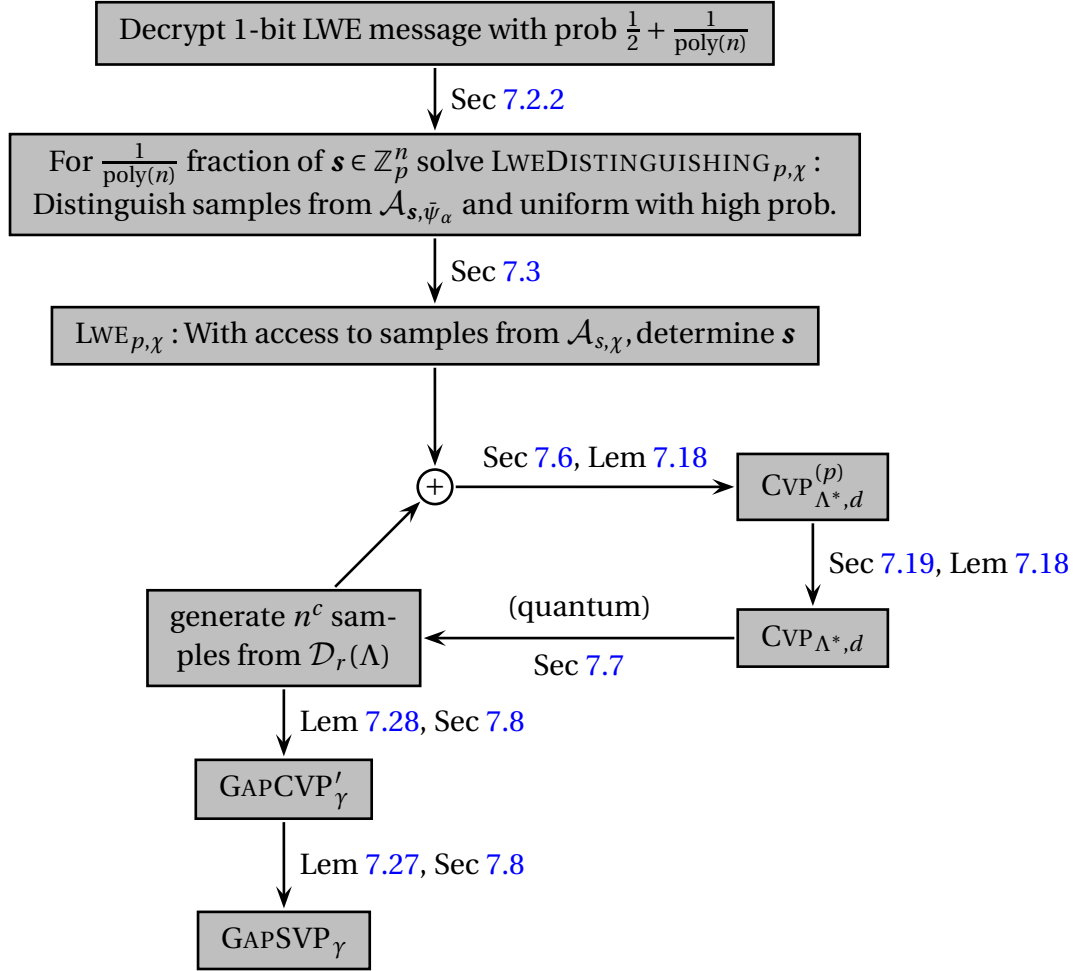 Decrypt 1-bit LWE message with prob 1/2 + 1/poly(n)
Sec 7.2.2
For 1/poly(n) fraction of s ∈ ℤ_p^n solve LWEDISTINGUISHING_{p,χ} :
Distinguish samples from 𝒜_{s,ψ̄_α} and uniform with high prob.
Sec 7.3
LWE_{p,χ} : With access to samples from 𝒜_{s,χ}, determine s
Sec 7.6, Lem 7.18
+
CVP^{(p)}_{Λ*,d}
Sec 7.19, Lem 7.18
generate n^c sam-
ples from 𝒟_r(Λ)
(quantum)
Sec 7.7
CVP_{Λ*,d}
Lem 7.28, Sec 7.8
GAPCVP′_γ
Lem 7.27, Sec 7.8
GAPSVP_γ